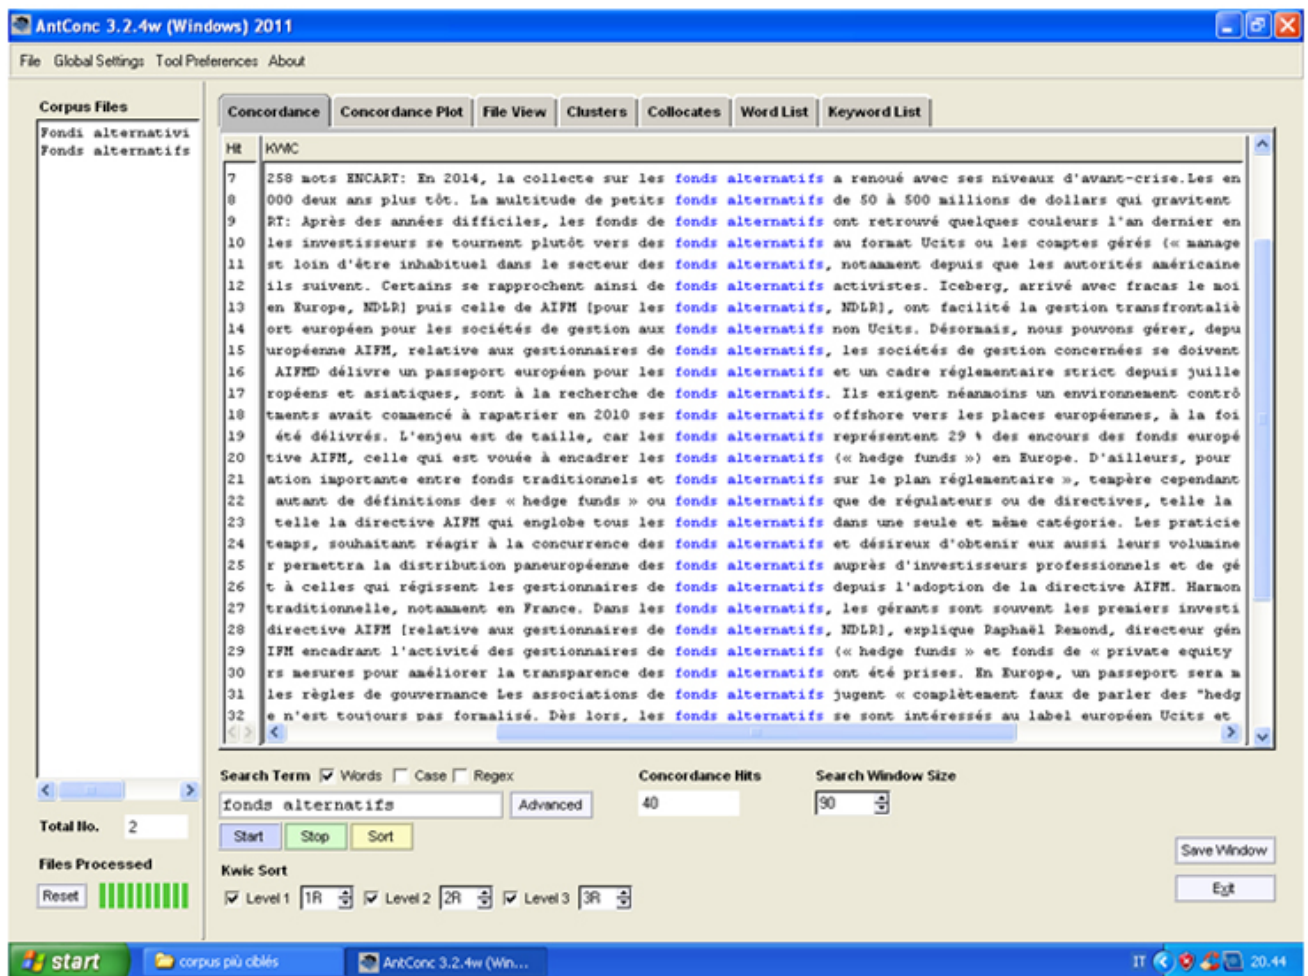 AntConc 3.2.4w (Windows) 2011
File Global Settings Tool Preferences About
Corpus Files
Fondi alternativi
Fonds alternatifs
Concordance Concordance Plot File View Clusters Collocates Word List Keyword List
Hit KWIC
7 258 mots ENCART: En 2014, la collecte sur les fonds alternatifs a renoué avec ses niveaux d'avant-crise.Les en
8 000 deux ans plus tôt. La multitude de petits fonds alternatifs de 50 à 500 millions de dollars qui gravitent
9 RT: Après des années difficiles, les fonds de fonds alternatifs ont retrouvé quelques couleurs l'an dernier en
10 les investisseurs se tournent plutôt vers des fonds alternatifs au format Ucits ou les comptes gérés (« manage
11 st loin d'être inhabituel dans le secteur des fonds alternatifs, notamment depuis que les autorités américaine
12 ils suivent. Certains se rapprochent ainsi de fonds alternatifs activistes. Iceberg, arrivé avec fracas le moi
13 en Europe, NDLR] puis celle de AIFM [pour les fonds alternatifs, NDLR], ont facilité la gestion transfrontaliè
14 ort européen pour les sociétés de gestion aux fonds alternatifs non Ucits. Désormais, nous pouvons gérer, depu
15 uropéenne AIFM, relative aux gestionnaires de fonds alternatifs, les sociétés de gestion concernées se doivent
16 AIFMD délivre un passeport européen pour les fonds alternatifs et un cadre réglementaire strict depuis juille
17 ropéens et asiatiques, sont à la recherche de fonds alternatifs. Ils exigent néanmoins un environnement contrô
18 tments avait commencé à rapatrier en 2010 ses fonds alternatifs offshore vers les places européennes, à la foi
19 été délivrés. L'enjeu est de taille, car les fonds alternatifs représentent 29 % des encours des fonds europé
20 tive AIFM, celle qui est vouée à encadrer les fonds alternatifs (« hedge funds ») en Europe. D'ailleurs, pour
21 ation importante entre fonds traditionnels et fonds alternatifs sur le plan réglementaire », tempère cependant
22 autant de définitions des « hedge funds » ou fonds alternatifs que de régulateurs ou de directives, telle la
23 telle la directive AIFM qui englobe tous les fonds alternatifs dans une seule et même catégorie. Les praticie
24 temps, souhaitant réagir à la concurrence des fonds alternatifs et désireux d'obtenir eux aussi leurs volumine
25 r permettra la distribution paneuropéenne des fonds alternatifs auprès d'investisseurs professionnels et de gé
26 t à celles qui régissent les gestionnaires de fonds alternatifs depuis l'adoption de la directive AIFM. Harmon
27 traditionnelle, notamment en France. Dans les fonds alternatifs, les gérants sont souvent les premiers investi
28 directive AIFM [relative aux gestionnaires de fonds alternatifs, NDLR], explique Raphaël Remond, directeur gén
29 IFM encadrant l'activité des gestionnaires de fonds alternatifs (« hedge funds » et fonds de « private equity
30 rs mesures pour améliorer la transparence des fonds alternatifs ont été prises. En Europe, un passeport sera m
31 les règles de gouvernance Les associations de fonds alternatifs jugent « complètement faux de parler des "hedg
32 e n'est toujours pas formalisé. Dès lors, les fonds alternatifs se sont intéressés au label européen Ucits et
Search Term Words Case Regex Concordance Hits Search Window Size
fonds alternatifs Advanced 40 90
Total No. 2
Start Stop Sort
Save Window
Files Processed
Kwic Sort
Reset Level 1 1R Level 2 2R Level 3 3R
Exit
start corpus più ciblés AntConc 3.2.4w (Win... IT 20.44